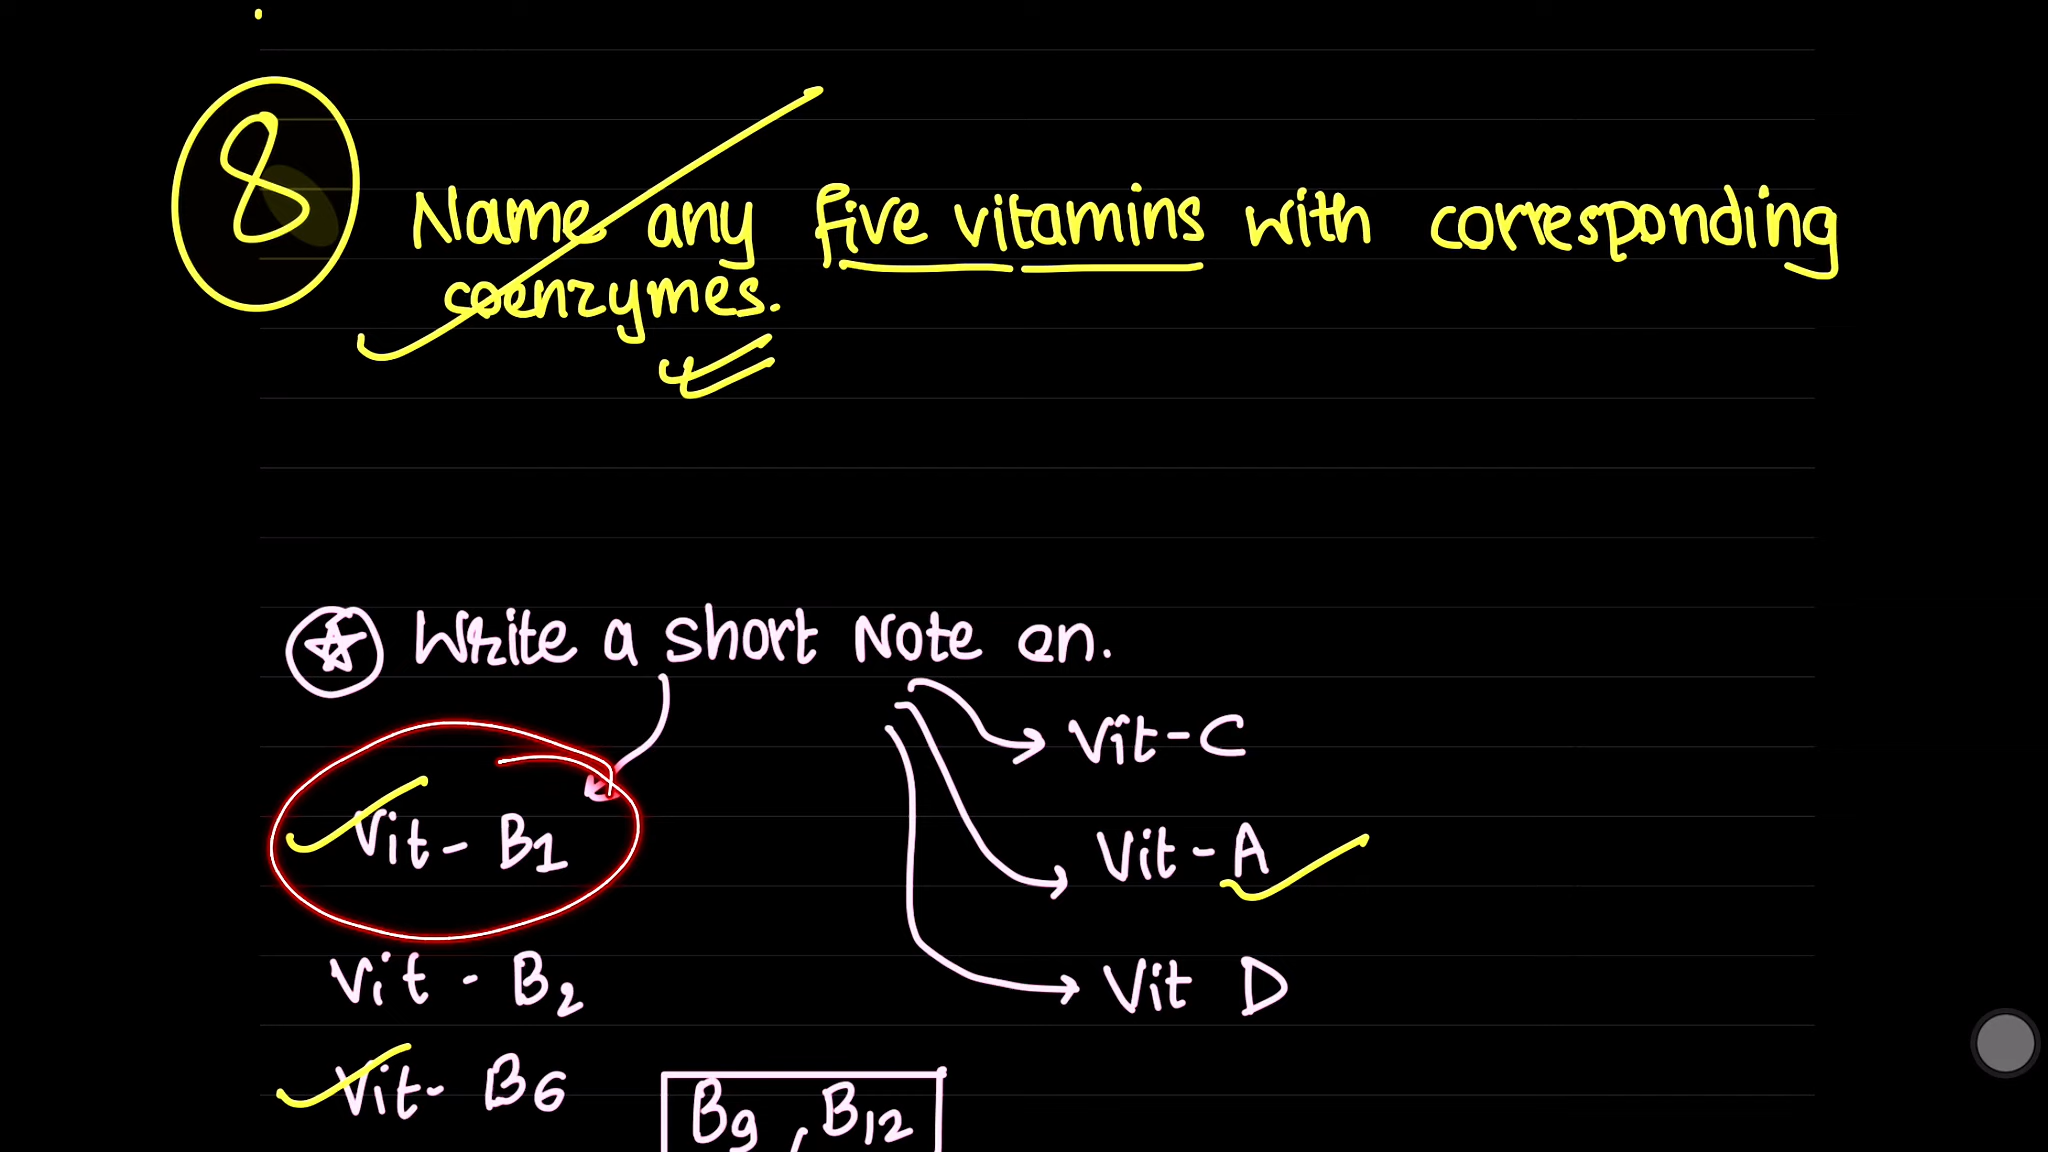 8
Name any five vitamins with corresponding
coenzymes.
Write a short Note on.
Vit-C
Vit- B1
Vit-A
Vit - B2
Vit D
Vit- B6
B9, B12